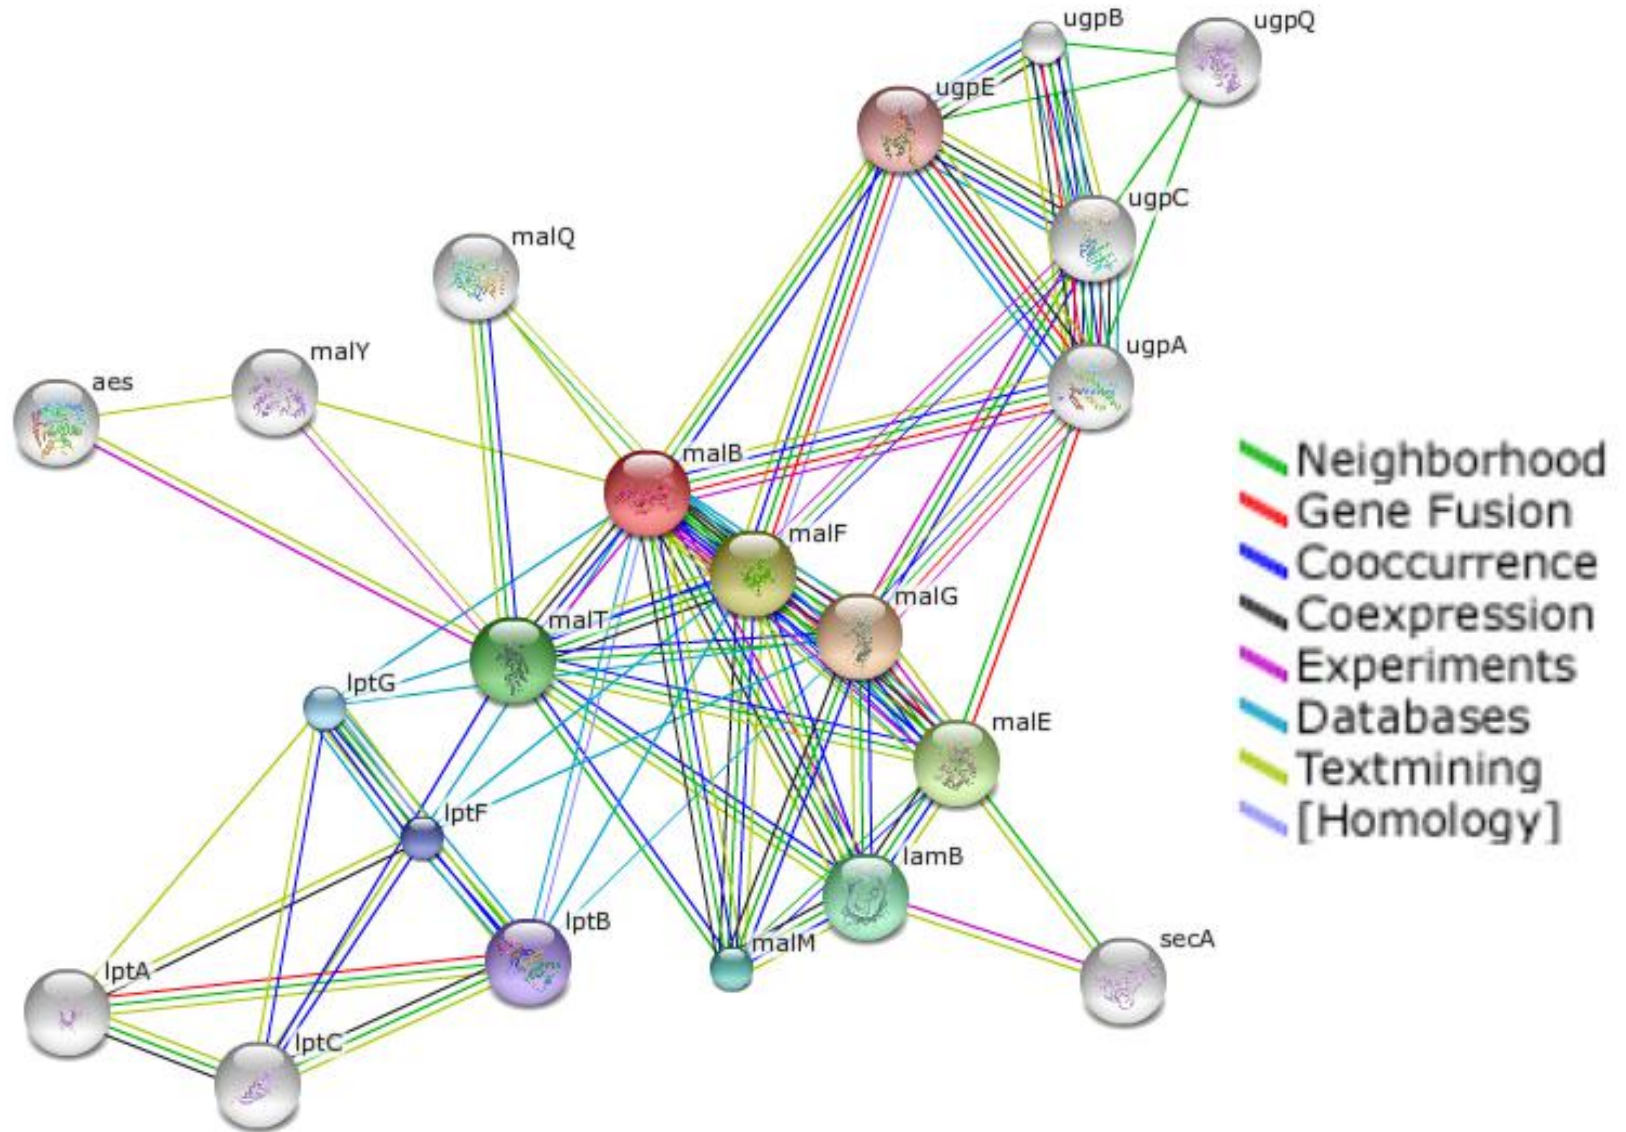 ugpB
ugpQ
ugpE
ugpC
malQ
ugpA
malY
aes
malB
malF
malG
malT
lptG
malE
lptF
lamB
lptB
malM
secA
lptA
lptC
Neighborhood
Gene Fusion
Cooccurrence
Coexpression
Experiments
Databases
Textmining
[Homology]